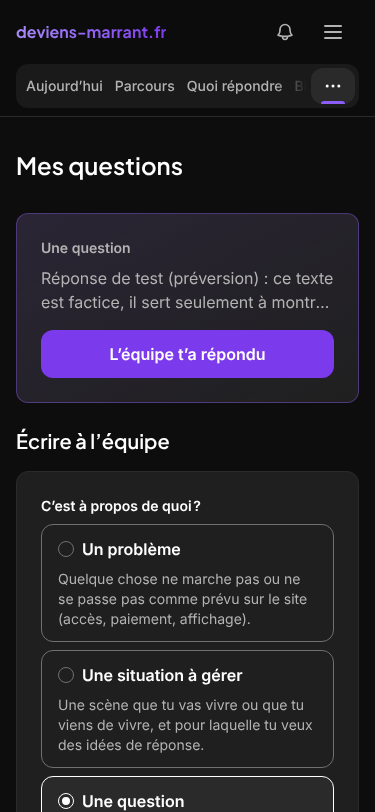 deviens-marrant.fr
Aujourd'hui Parcours Quoi répondre
Mes questions
Une question
Réponse de test (préversion) : ce texte
est factice, il sert seulement à montr…
L'équipe t'a répondu
Écrire à l'équipe
C'est à propos de quoi ?
Un problème
Quelque chose ne marche pas ou ne
se passe pas comme prévu sur le site
(accès, paiement, affichage).
Une situation à gérer
Une scène que tu vas vivre ou que tu
viens de vivre, et pour laquelle tu veux
des idées de réponse.
Une question